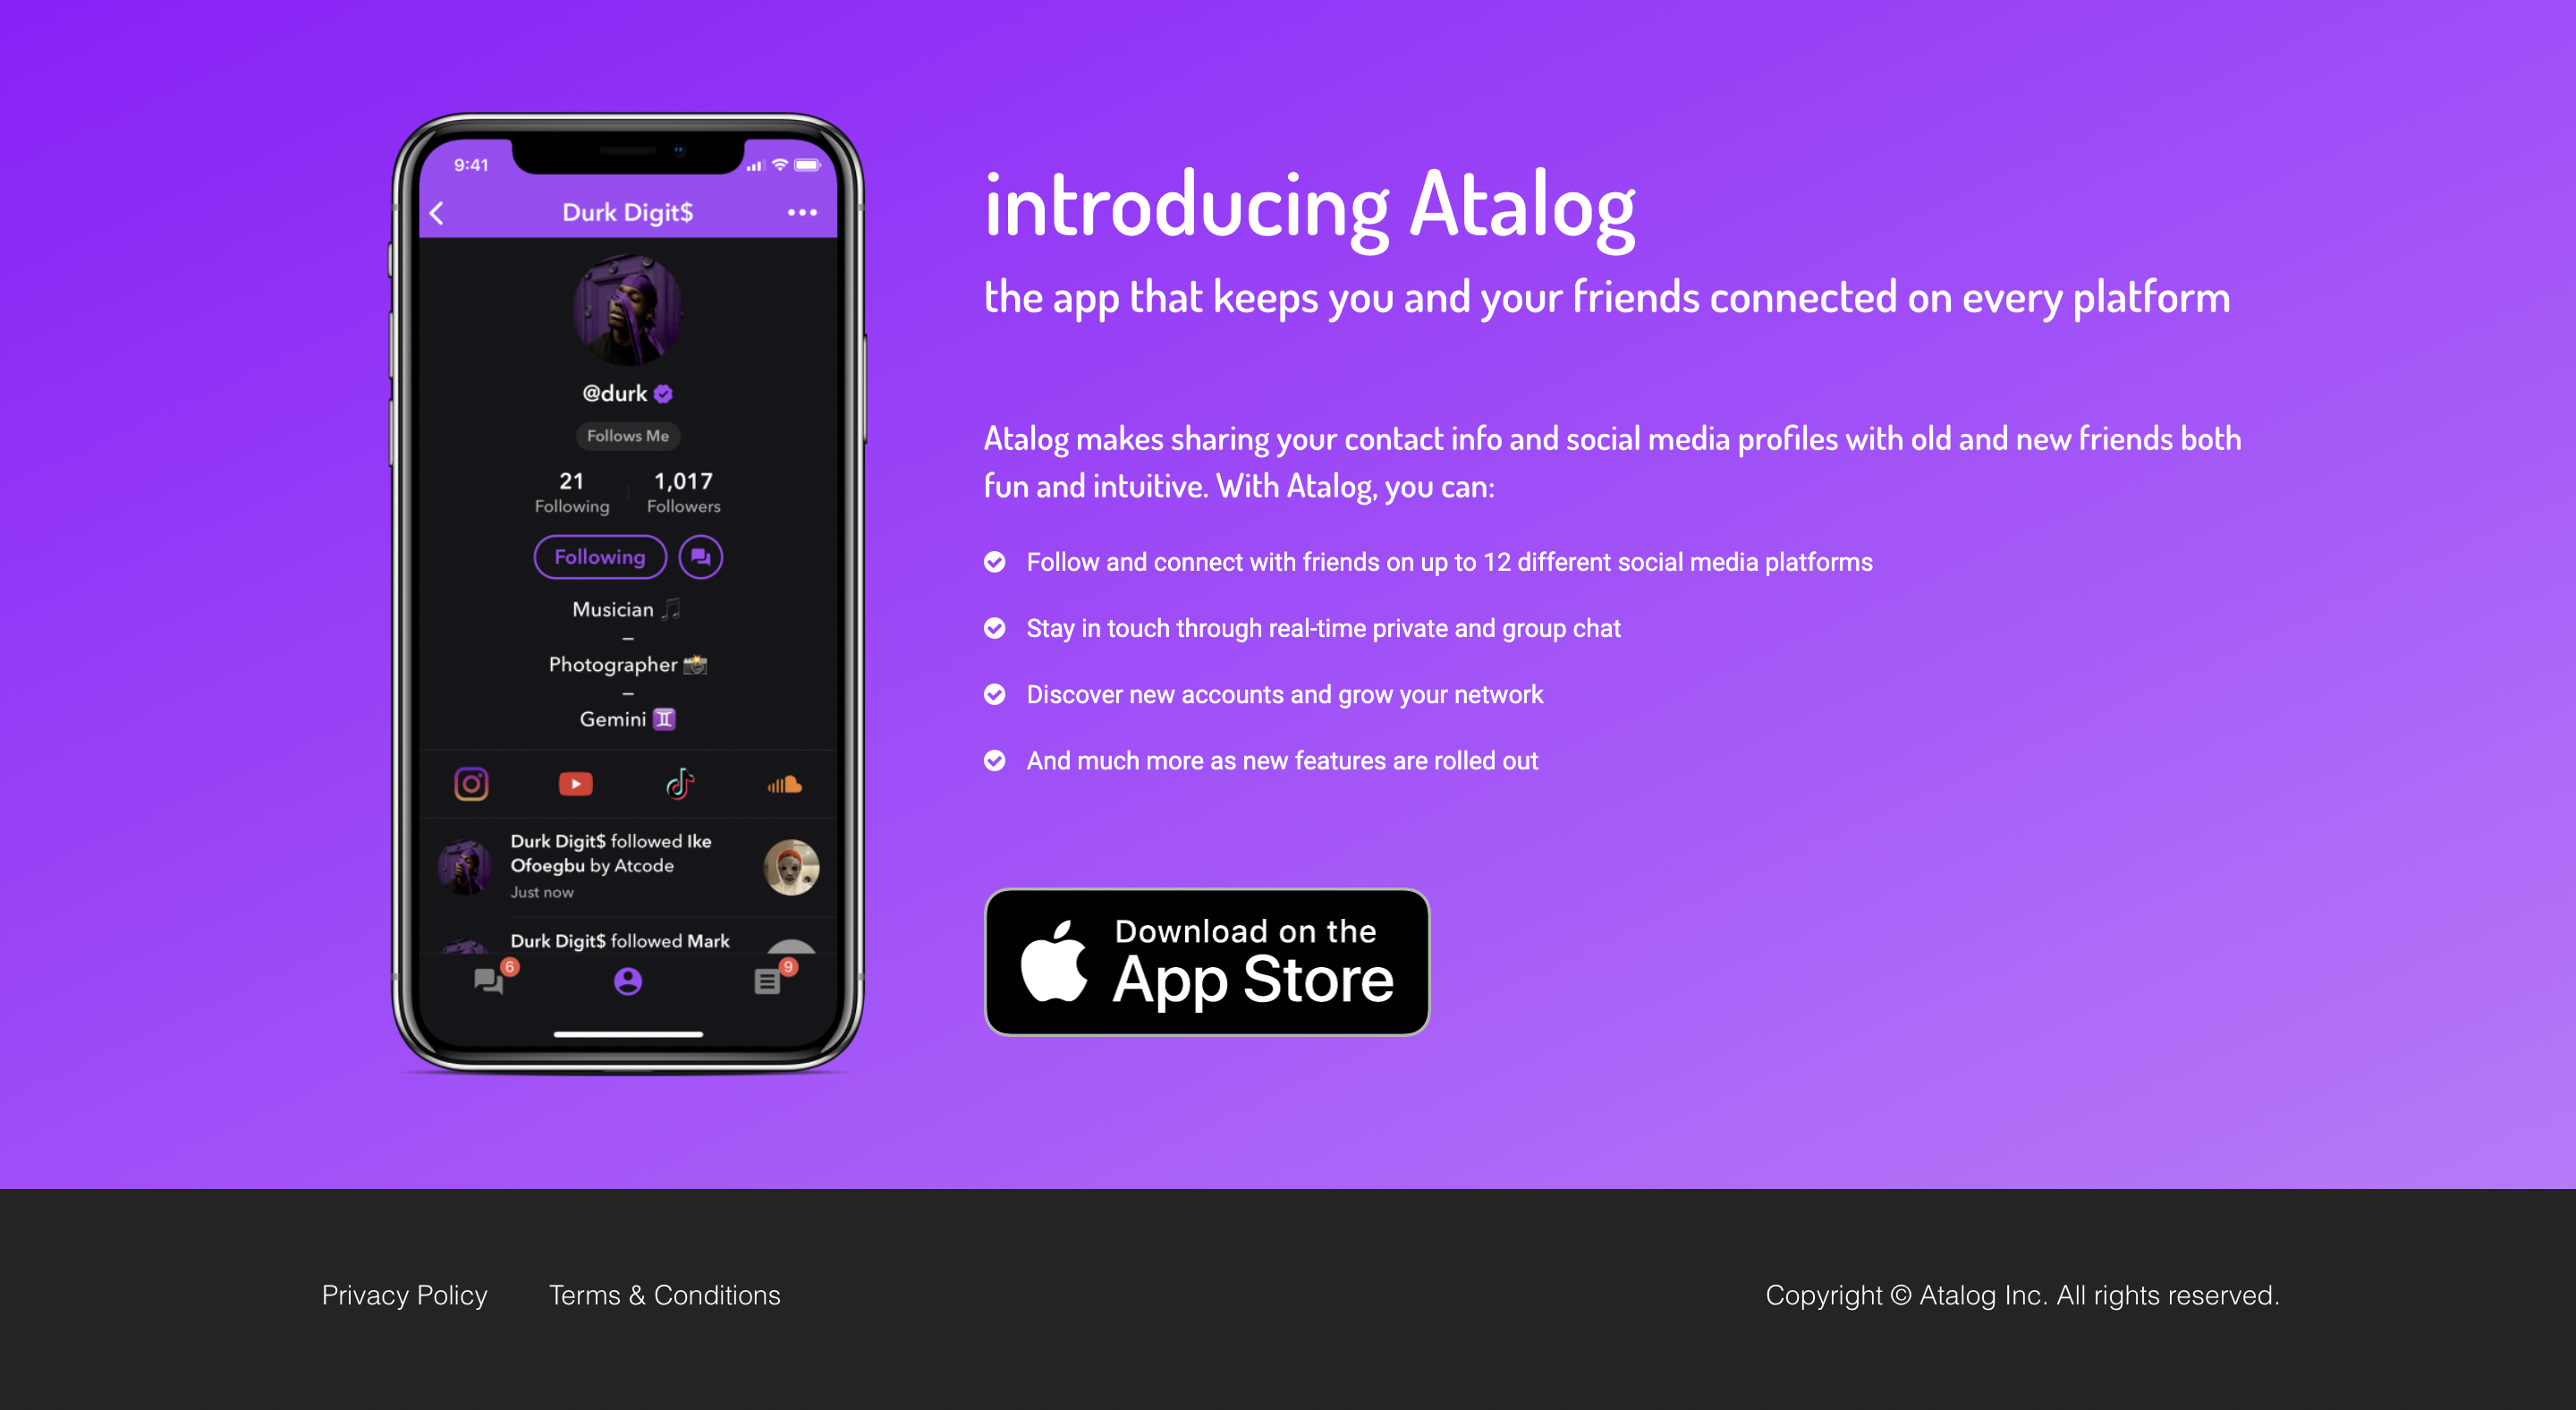 9:41
Durk Digit$
@durk
Follows Me
21
Following
1,017
Followers
Following
Musician 🎵
–
Photographer 📸
–
Gemini ♊
Durk Digit$ followed Ike
Ofoegbu by Atcode
Just now
Durk Digit$ followed Mark
6
9
introducing Atalog
the app that keeps you and your friends connected on every platform
Atalog makes sharing your contact info and social media profiles with old and new friends both
fun and intuitive. With Atalog, you can:
Follow and connect with friends on up to 12 different social media platforms
Stay in touch through real-time private and group chat
Discover new accounts and grow your network
And much more as new features are rolled out
Download on the
App Store
Privacy Policy
Terms & Conditions
Copyright © Atalog Inc. All rights reserved.